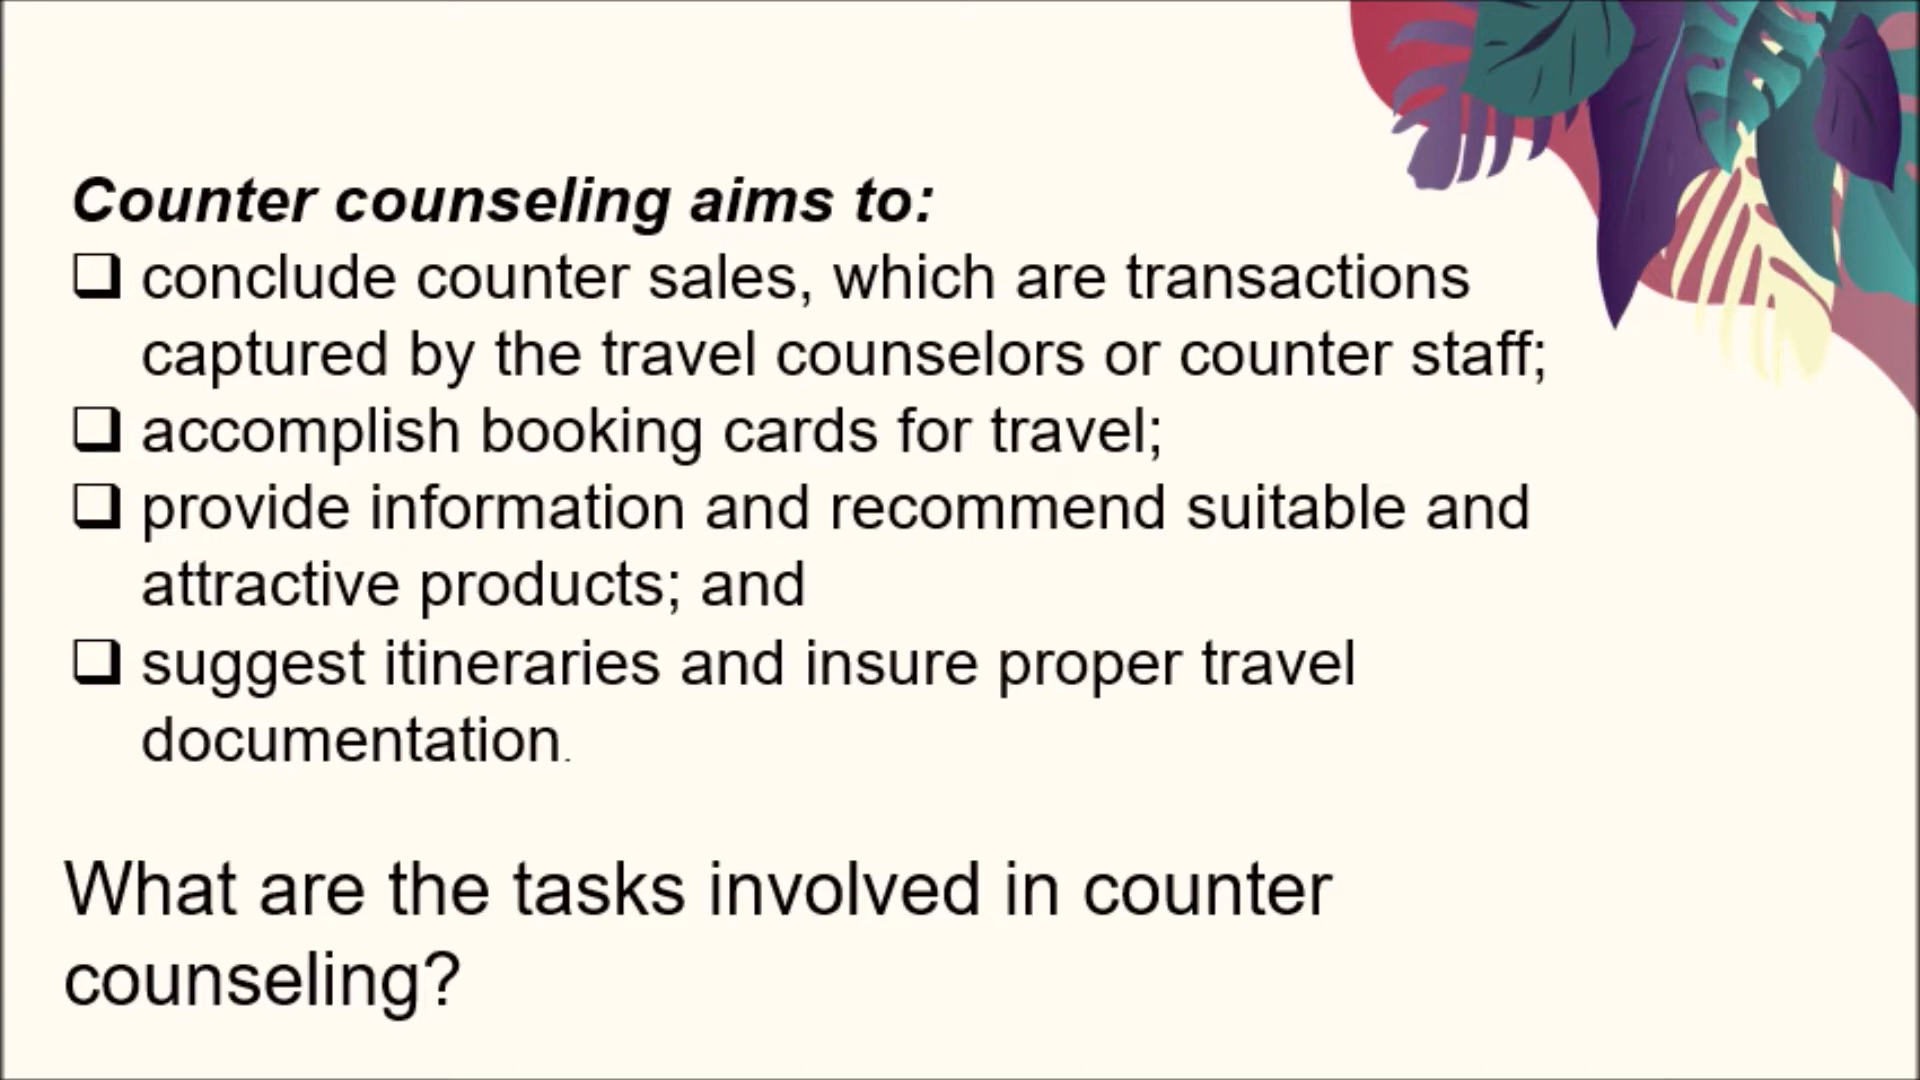 Counter counseling aims to:
❑ conclude counter sales, which are transactions
captured by the travel counselors or counter staff;
❑ accomplish booking cards for travel;
❑ provide information and recommend suitable and
attractive products; and
❑ suggest itineraries and insure proper travel
documentation.
What are the tasks involved in counter
counseling?